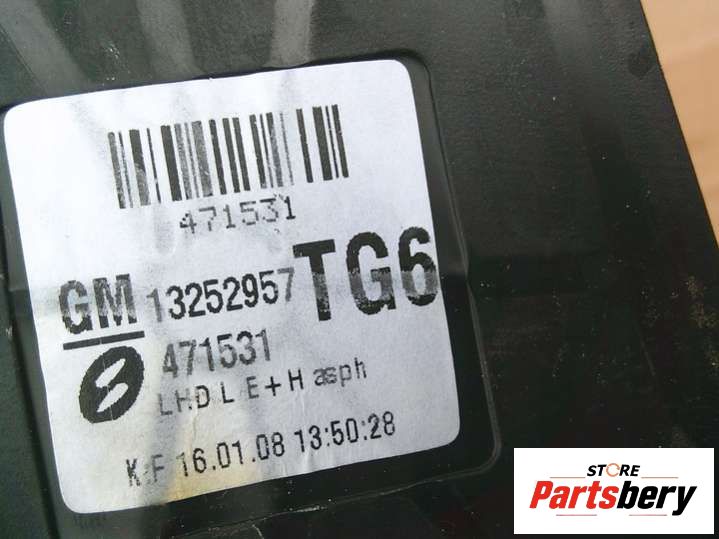 471531
GM 13252957 TG6
471531
LHD L/E+H asph
K:F 16.01.08 13:50:28
STORE
Partsbery